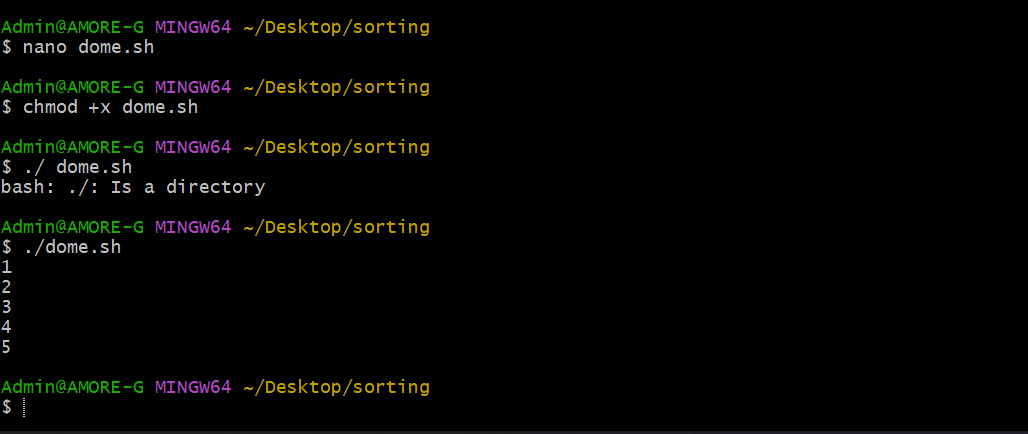 Admin@AMORE-G MINGW64 ~/Desktop/sorting
$ nano dome.sh
Admin@AMORE-G MINGW64 ~/Desktop/sorting
$ chmod +x dome.sh
Admin@AMORE-G MINGW64 ~/Desktop/sorting
$ ./ dome.sh
bash: ./: Is a directory
Admin@AMORE-G MINGW64 ~/Desktop/sorting
$ ./dome.sh
1
2
3
4
5
Admin@AMORE-G MINGW64 ~/Desktop/sorting
$